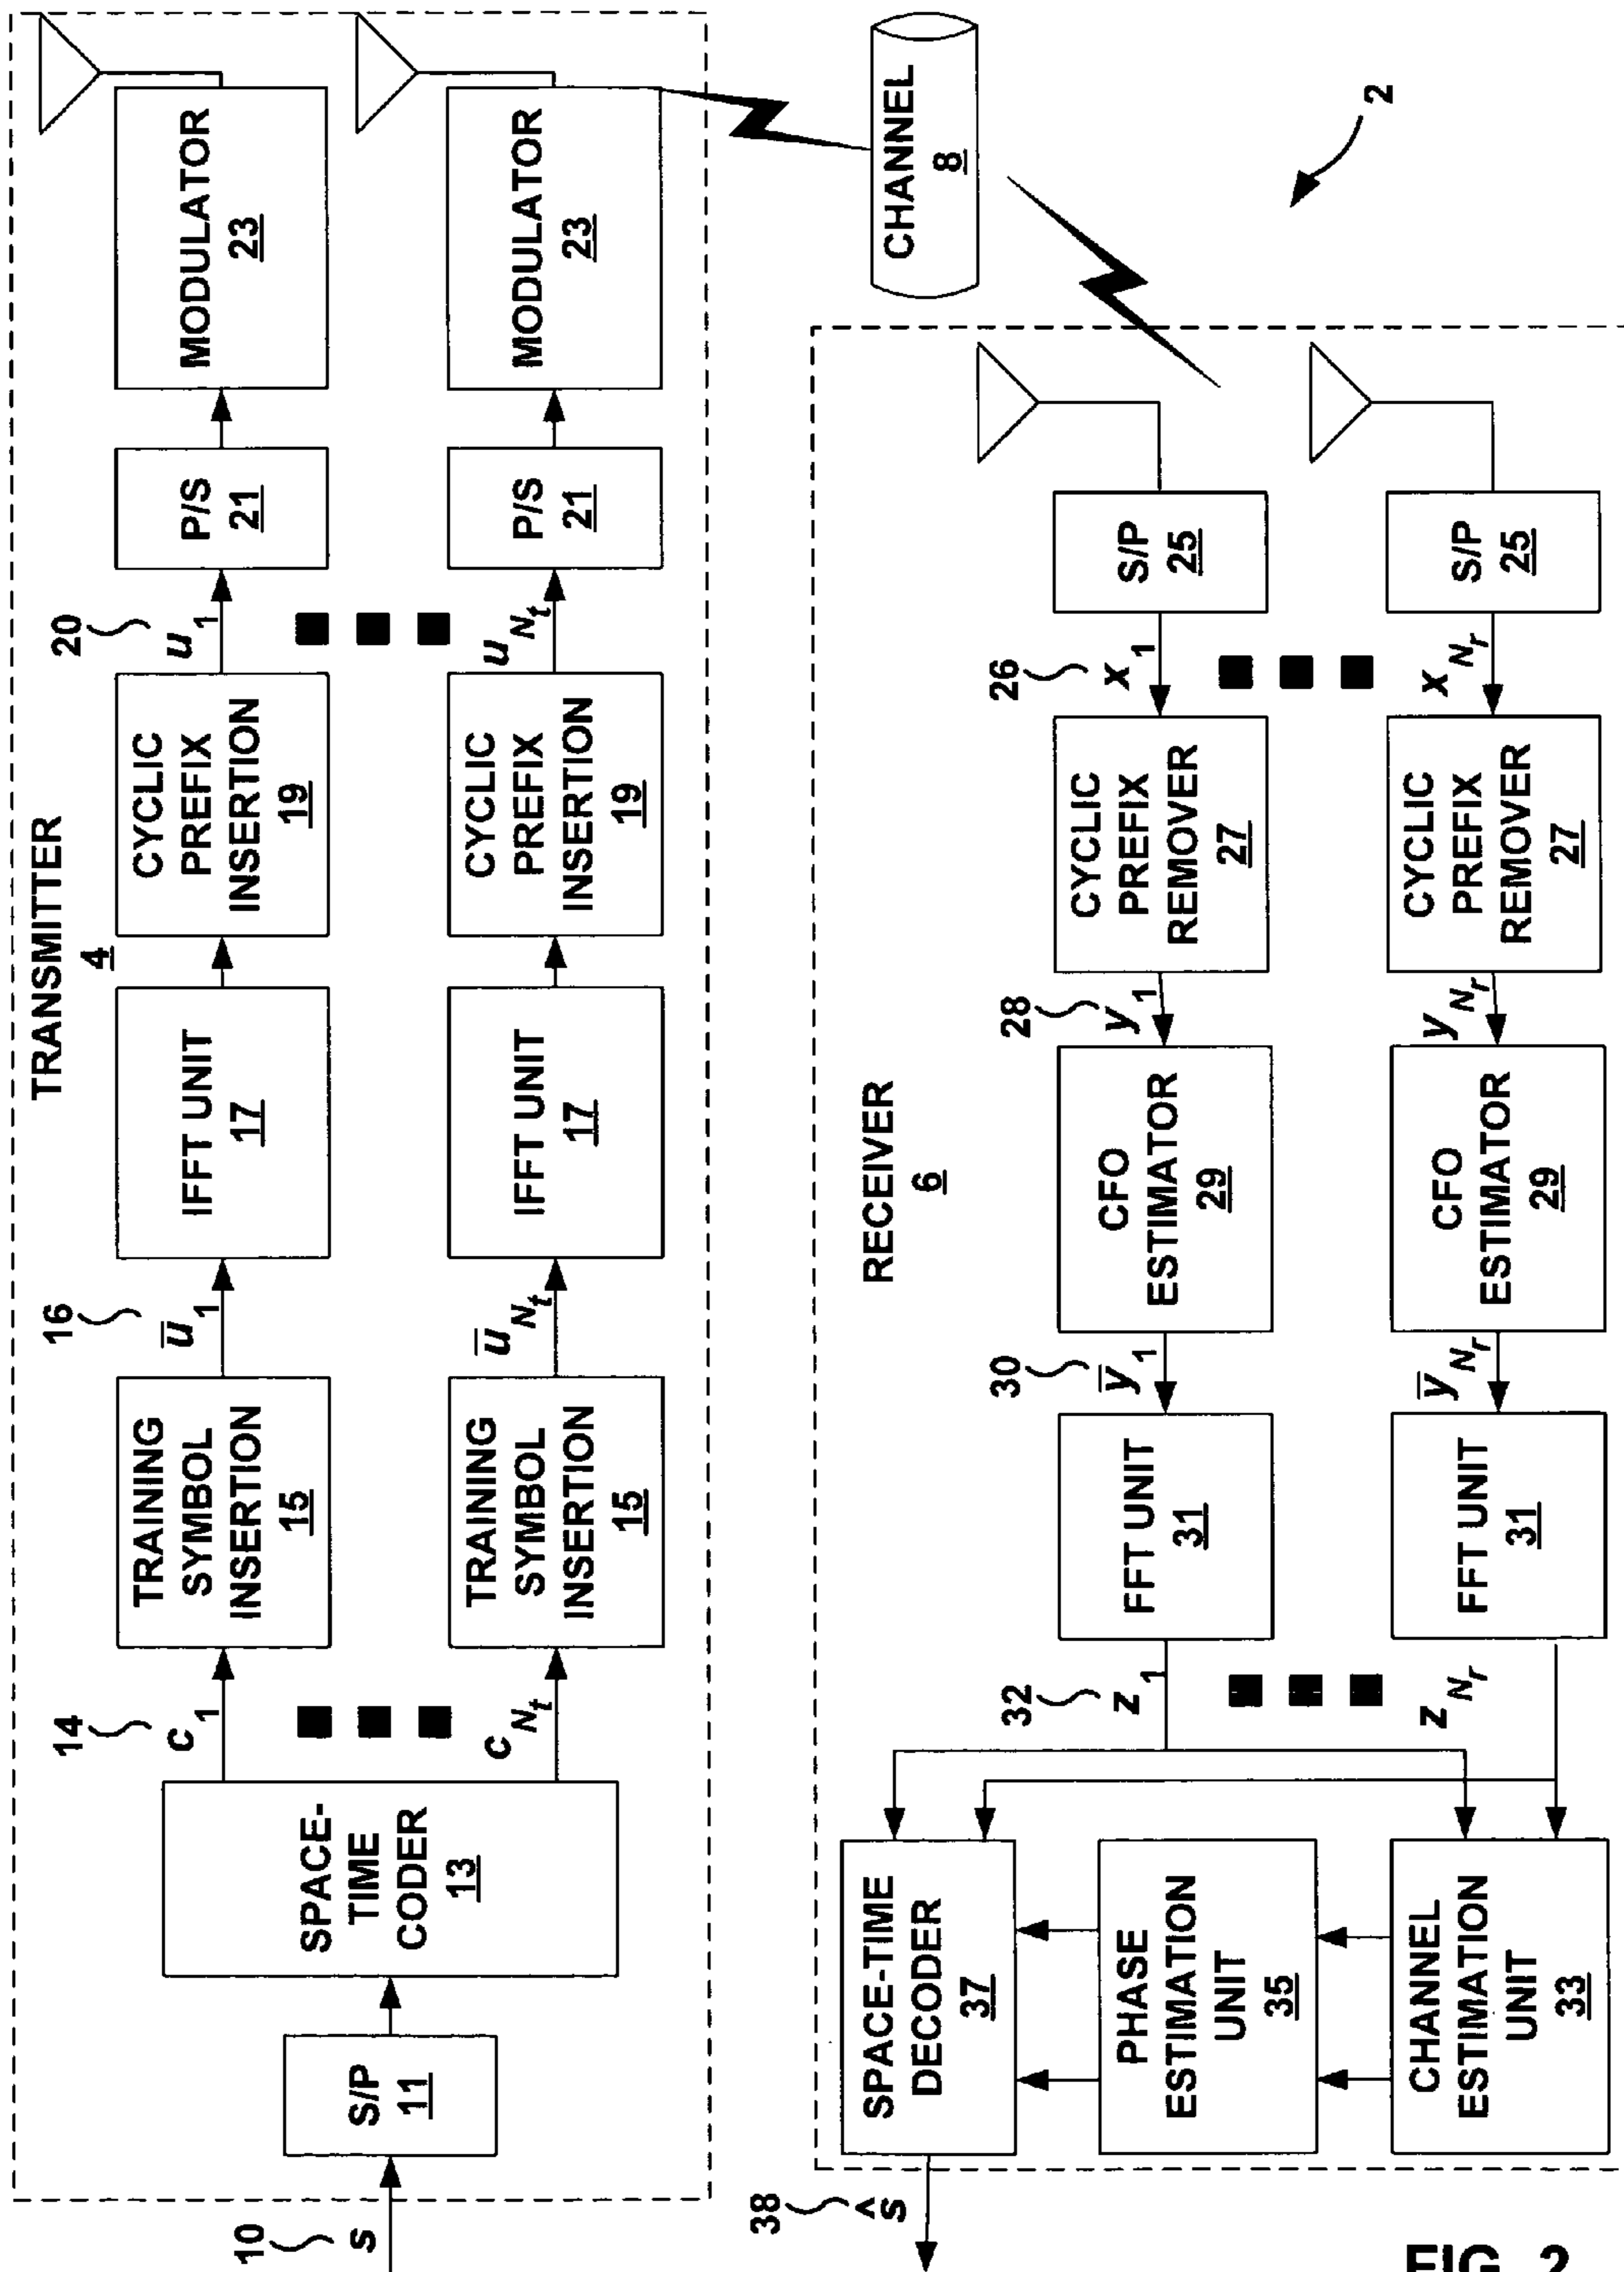 TRANSMITTER
4
10
s
S/P
11
SPACE-
TIME
CODER
13
14
c1
cNt
TRAINING
SYMBOL
INSERTION
15
TRAINING
SYMBOL
INSERTION
15
16
u̅1
u̅Nt
IFFT UNIT
17
IFFT UNIT
17
CYCLIC
PREFIX
INSERTION
19
CYCLIC
PREFIX
INSERTION
19
20
u1
uNt
P/S
21
P/S
21
MODULATOR
23
MODULATOR
23
CHANNEL
8
2
RECEIVER
6
S/P
25
S/P
25
26
x1
xNr
CYCLIC
PREFIX
REMOVER
27
CYCLIC
PREFIX
REMOVER
27
28
y1
yNr
CFO
ESTIMATOR
29
CFO
ESTIMATOR
29
30
y̅1
y̅Nr
FFT UNIT
31
FFT UNIT
31
32
z1
zNr
SPACE-TIME
DECODER
37
PHASE
ESTIMATION
UNIT
35
CHANNEL
ESTIMATION
UNIT
33
38
ŝ
FIG. 2